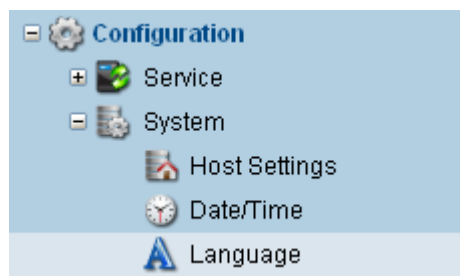 Configuration
Service
System
Host Settings
Date/Time
Language